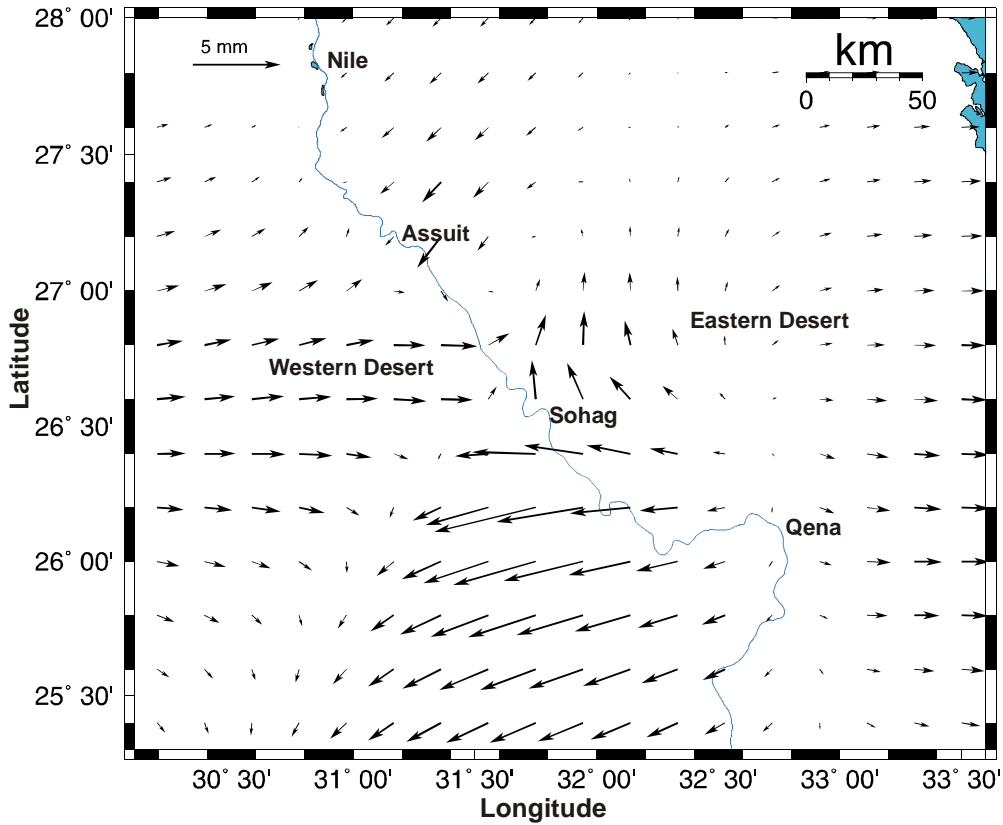 28° 00'
5 mm
Nile
km
0 50
27° 30'
Assuit
27° 00'
Eastern Desert
Western Desert
Latitude
Sohag
26° 30'
Qena
26° 00'
25° 30'
30° 30' 31° 00' 31° 30' 32° 00' 32° 30' 33° 00' 33° 30'
Longitude